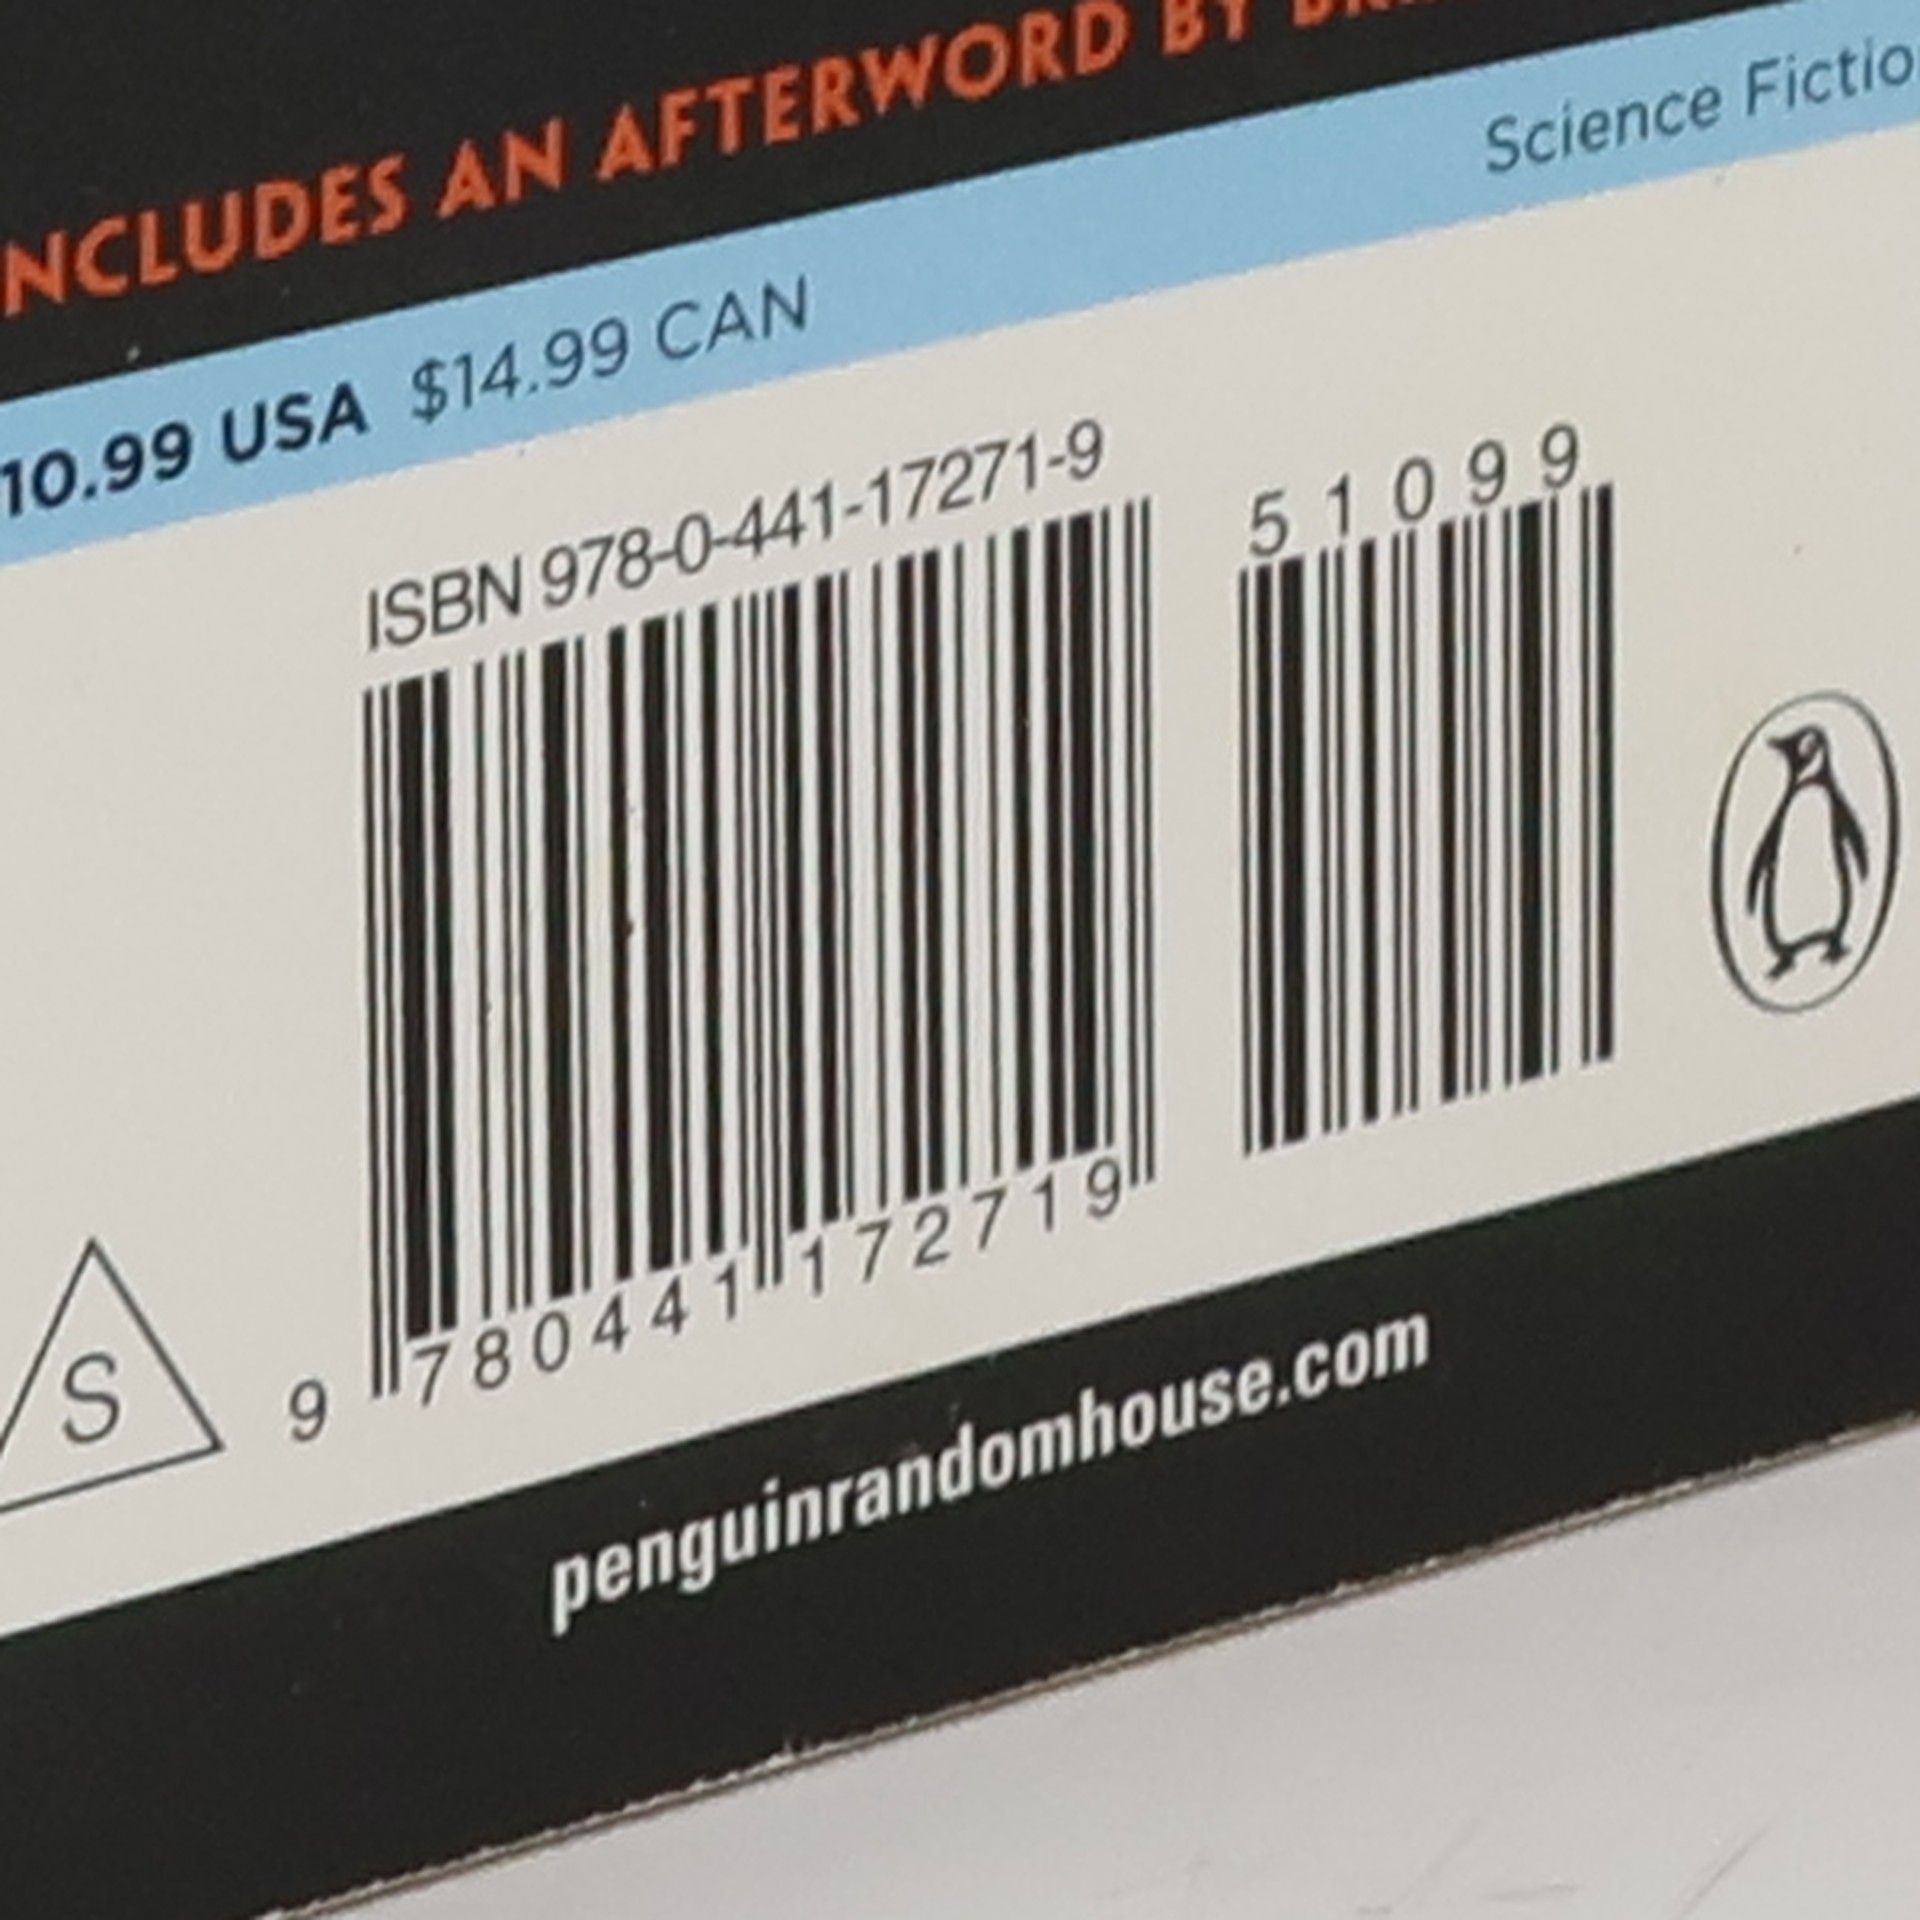 NCLUDES AN AFTERWORD BY
Science Fictio
10.99 USA $14.99 CAN
ISBN 978-0-441-17271-9
51099
S
9 780441 172719
penguinrandomhouse.com